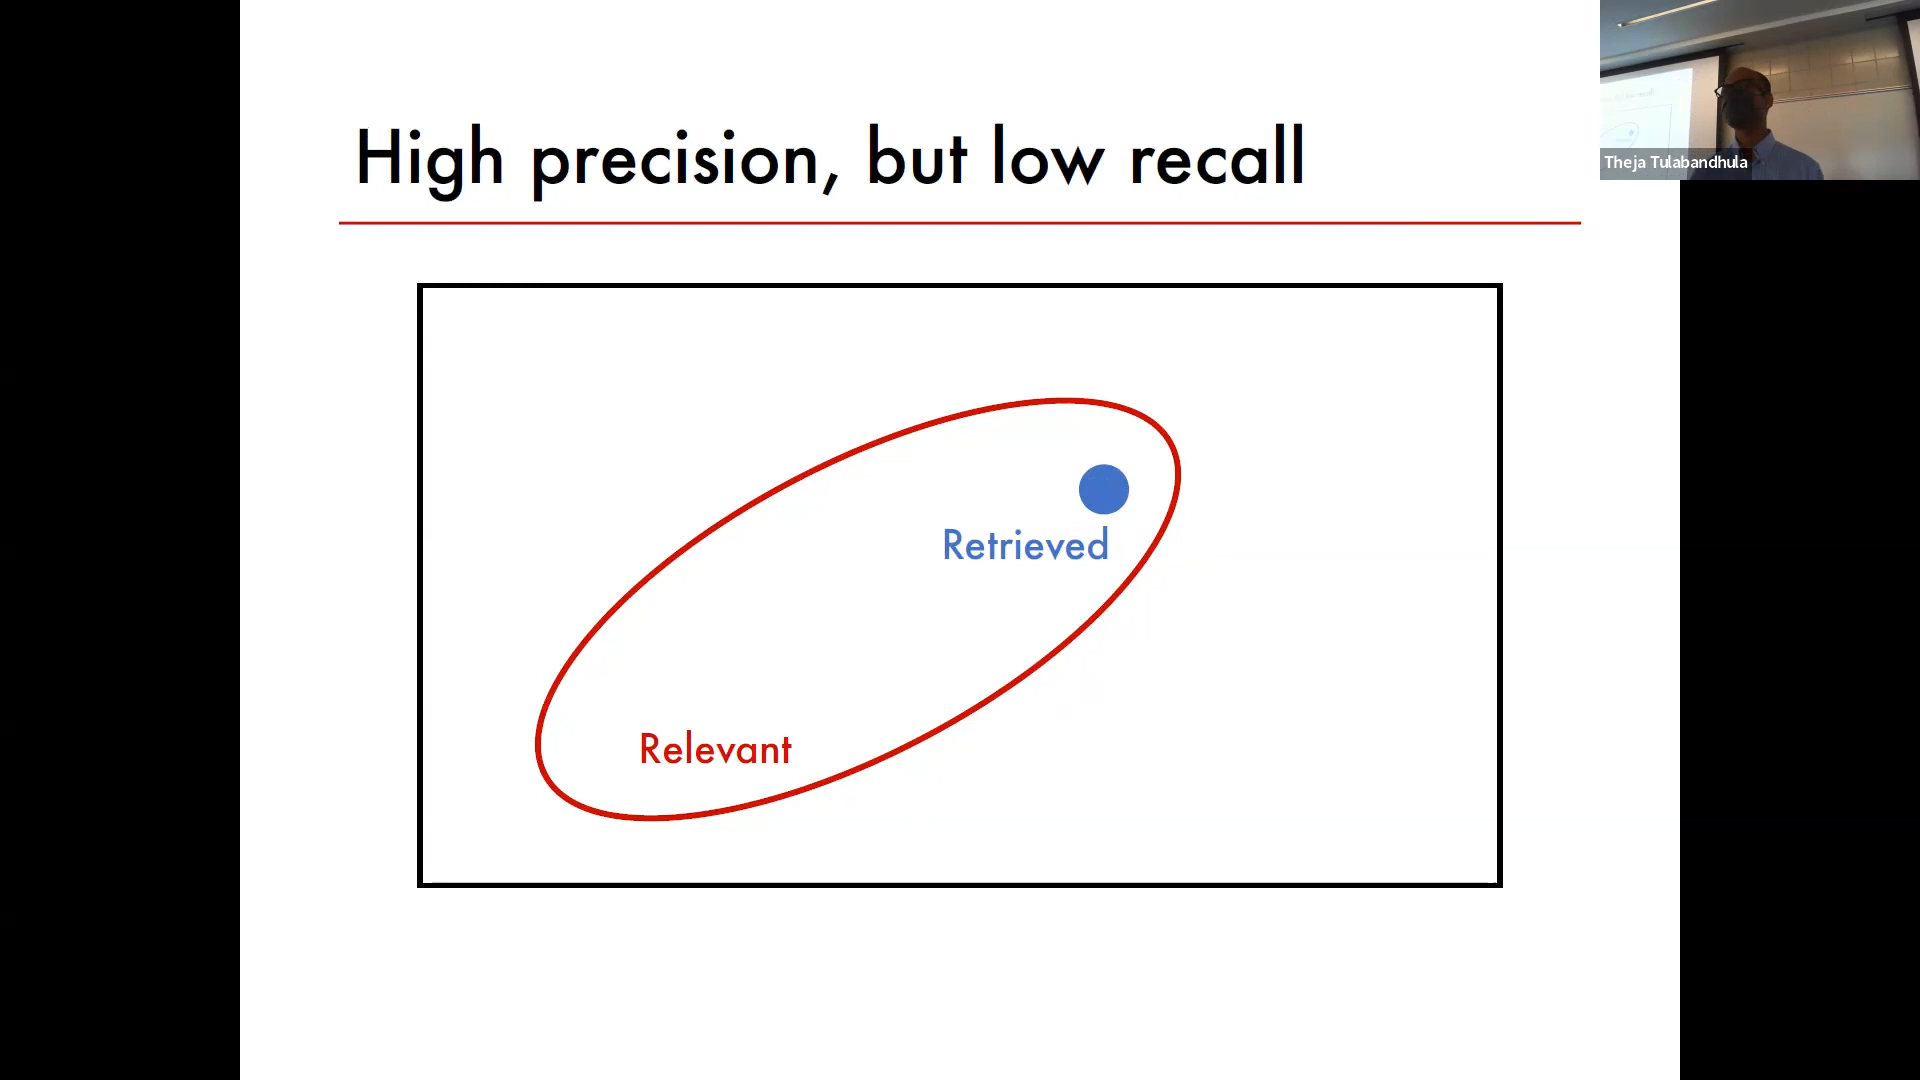 High precision, but low recall
Theja Tulabandhula
Retrieved
Relevant